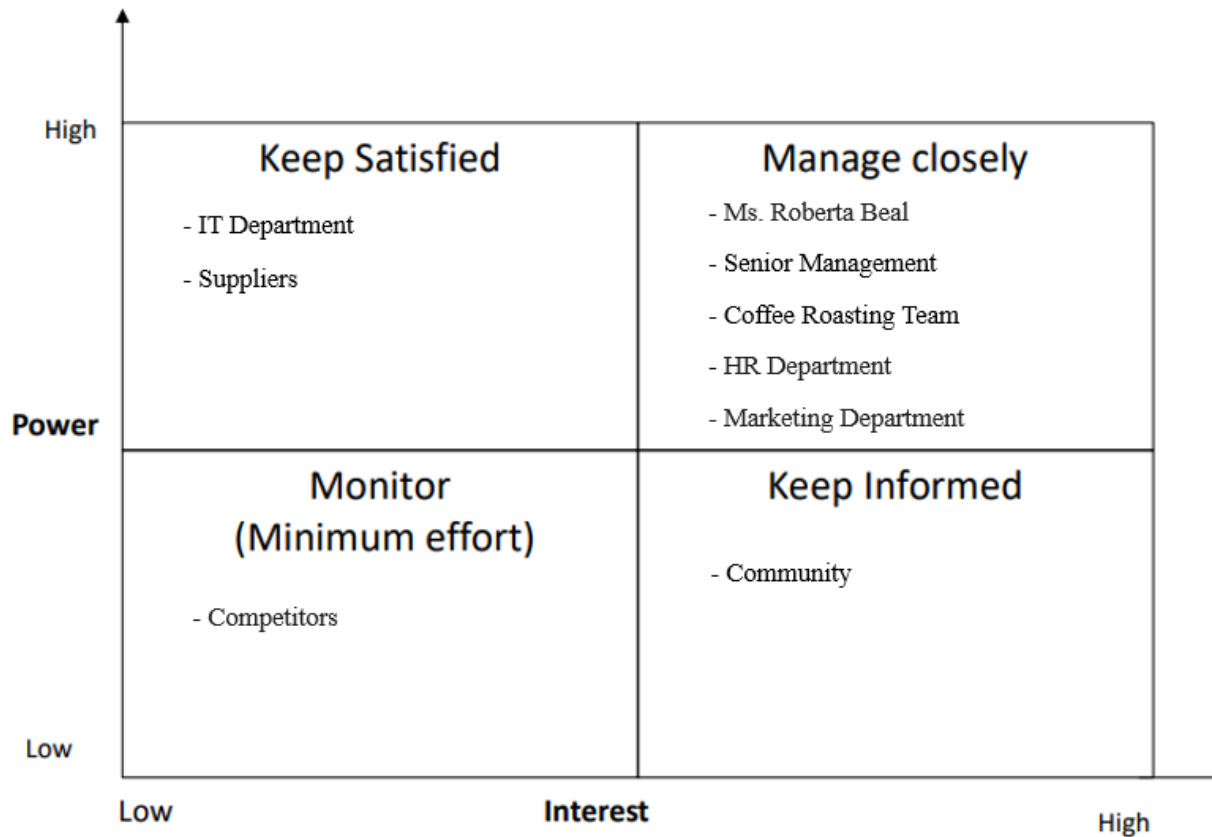 High
Keep Satisfied
- IT Department
- Suppliers
Manage closely
- Ms. Roberta Beal
- Senior Management
- Coffee Roasting Team
- HR Department
- Marketing Department
Power
Monitor
(Minimum effort)
- Competitors
Keep Informed
- Community
Low
Low
Interest
High